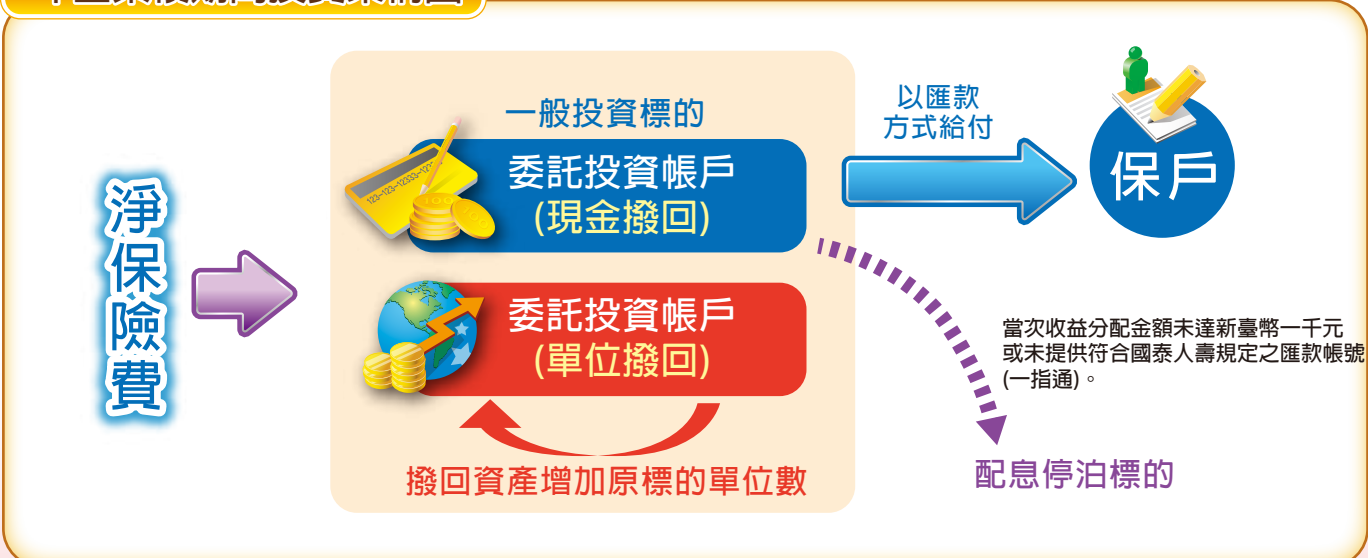 淨保險費
一般投資標的
委託投資帳戶
(現金撥回)
委託投資帳戶
(單位撥回)
撥回資產增加原標的單位數
以匯款
方式給付
保戶
當次收益分配金額未達新臺幣一千元
或未提供符合國泰人壽規定之匯款帳號
(一指通)。
配息停泊標的